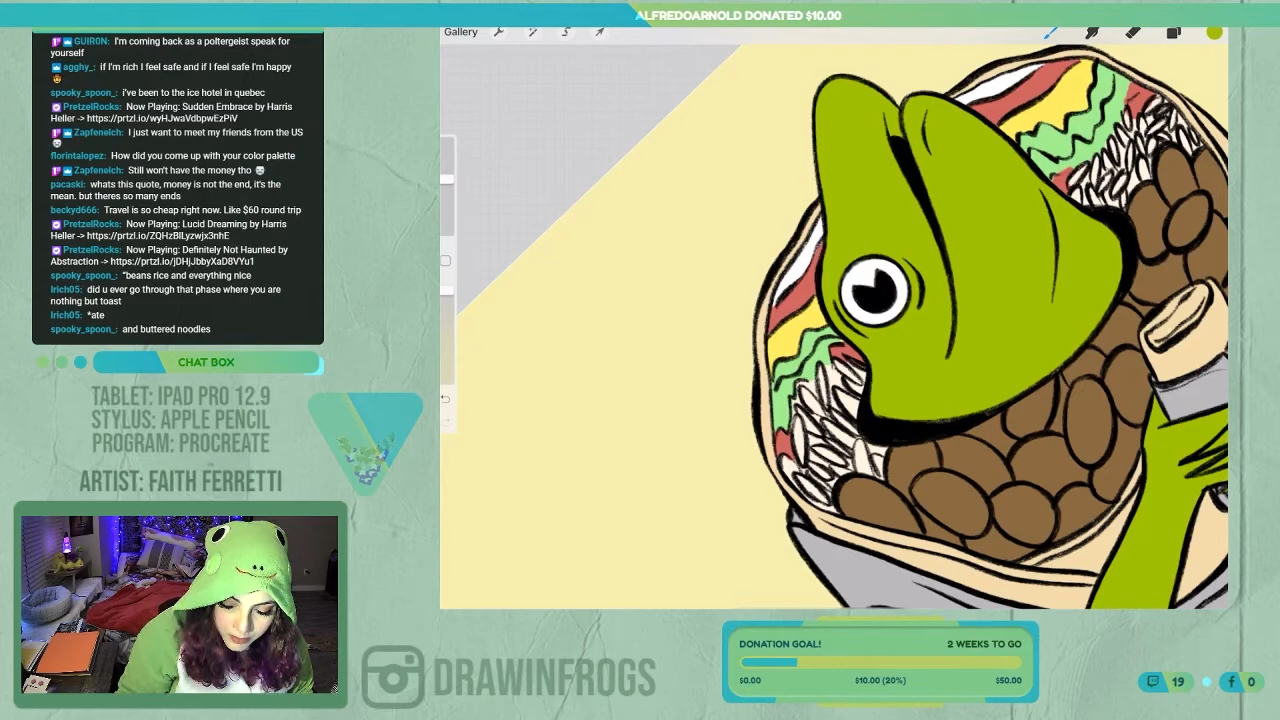 ALFREDOARNOLD DONATED $10.00
GUIR0N: I'm coming back as a poltergeist speak for
yourself
agghy_: if I'm rich I feel safe and if I feel safe I'm happy
spooky_spoon_: i've been to the ice hotel in quebec
PretzelRocks: Now Playing: Sudden Embrace by Harris
Heller -> https://prtzl.io/wyHJwaVdbpwEzPiV
Zapfenelch: I just want to meet my friends from the US
florintalopez: How did you come up with your color palette
Zapfenelch: Still won't have the money tho
pacaski: whats this quote, money is not the end, it's the
mean. but theres so many ends
beckyd666: Travel is so cheap right now. Like $60 round trip
PretzelRocks: Now Playing: Lucid Dreaming by Harris
Heller -> https://prtzl.io/ZQHzBlLyzwjx3nhE
PretzelRocks: Now Playing: Definitely Not Haunted by
Abstraction -> https://prtzl.io/jDHjJbbyXaD8VYu1
spooky_spoon_: "beans rice and everything nice
lrich05: did u ever go through that phase where you are
nothing but toast
lrich05: *ate
spooky_spoon_: and buttered noodles
CHAT BOX
TABLET: IPAD PRO 12.9
STYLUS: APPLE PENCIL
PROGRAM: PROCREATE
ARTIST: FAITH FERRETTI
Gallery
DRAWINFROGS
DONATION GOAL! 2 WEEKS TO GO
$0.00 $10.00 (20%) $50.00
19 0